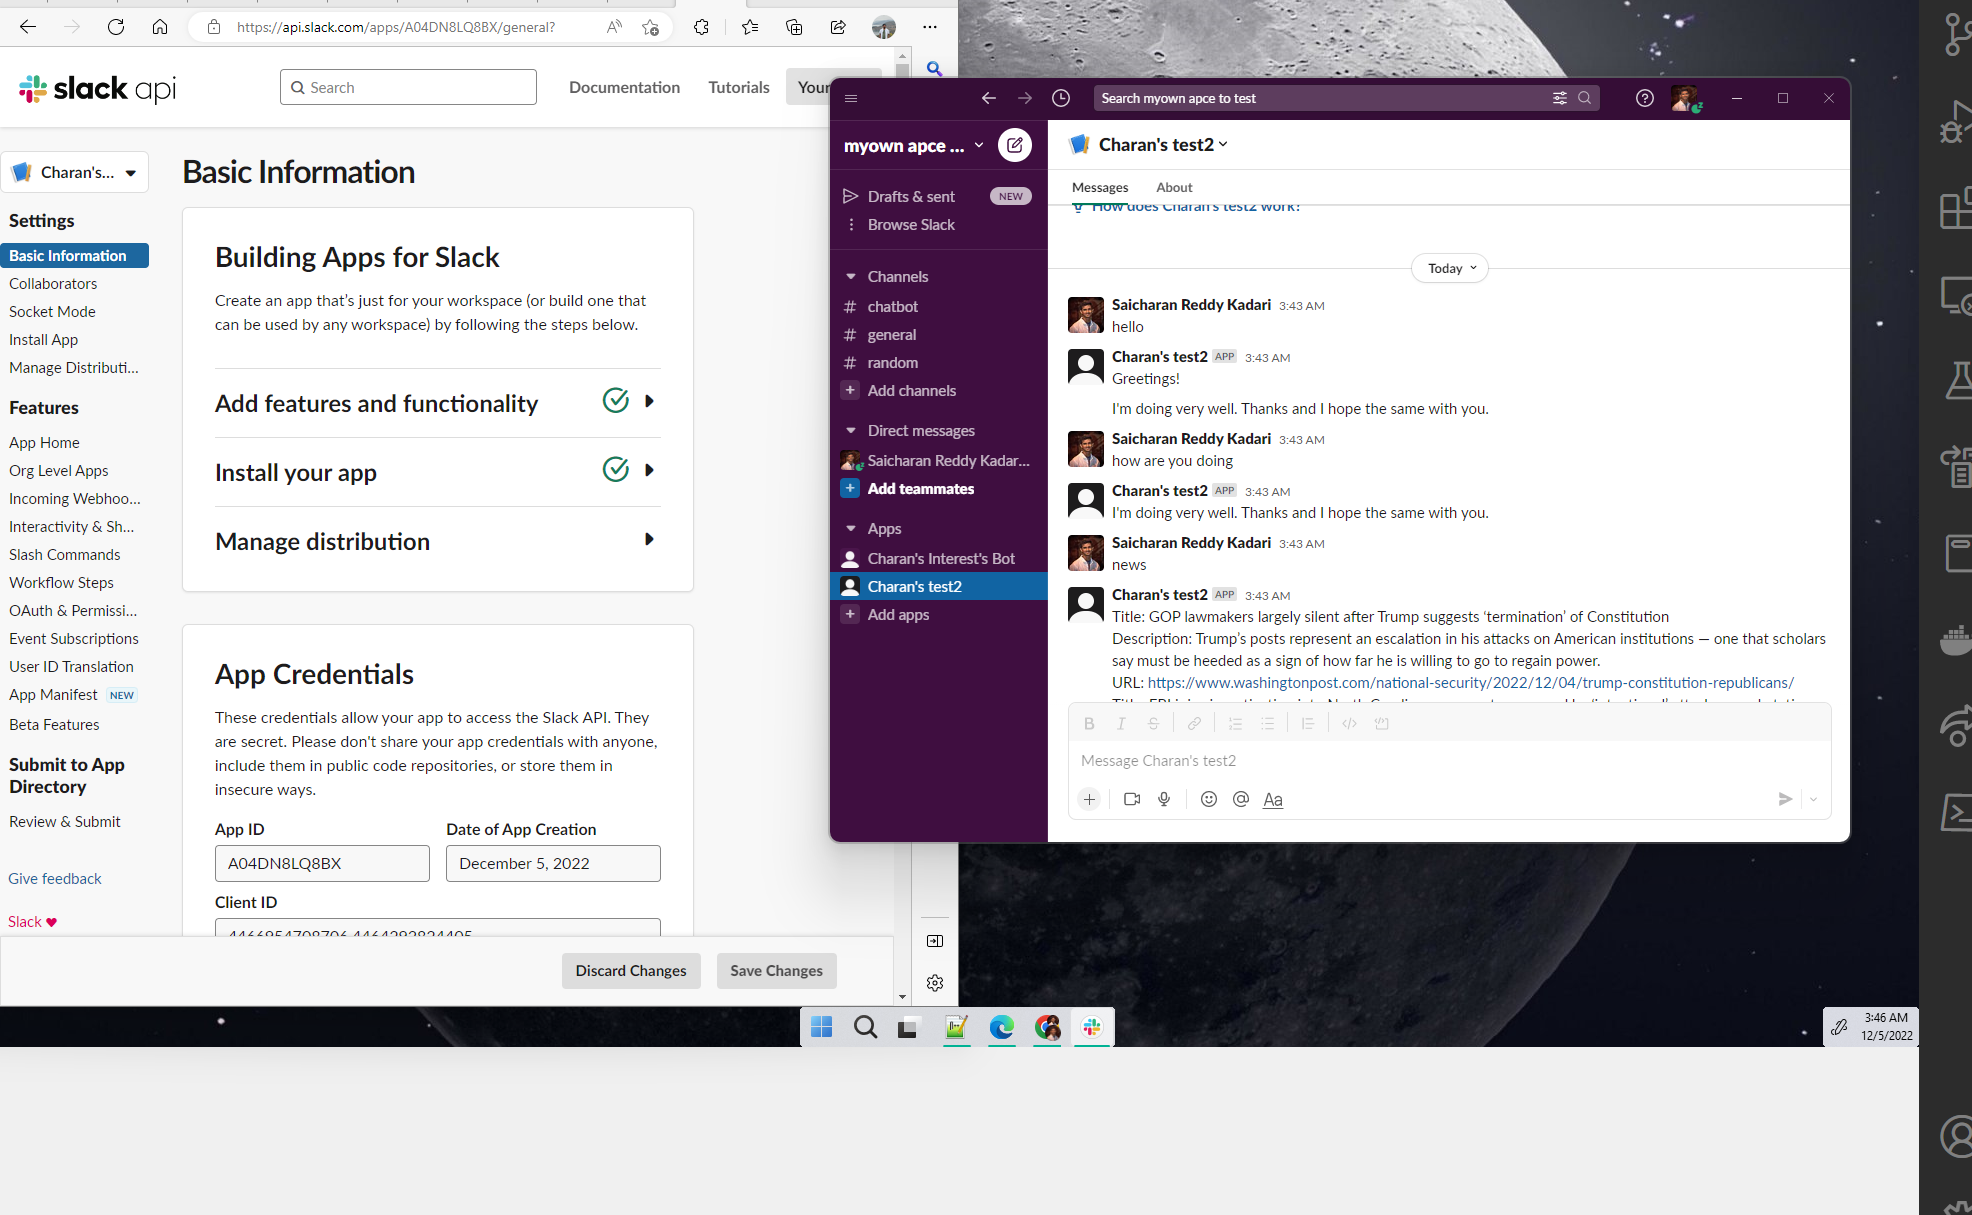 https://api.slack.com/apps/A04DN8LQ8BX/general?
slack api
Search
Documentation
Tutorials
Your
Charan's...
Settings
Basic Information
Collaborators
Socket Mode
Install App
Manage Distributi...
Features
App Home
Org Level Apps
Incoming Webhoo...
Interactivity & Sh...
Slash Commands
Workflow Steps
OAuth & Permissi...
Event Subscriptions
User ID Translation
App Manifest NEW
Beta Features
Submit to App
Directory
Review & Submit
Give feedback
Slack ♥
Basic Information
Building Apps for Slack
Create an app that's just for your workspace (or build one that
can be used by any workspace) by following the steps below.
Add features and functionality
Install your app
Manage distribution
App Credentials
These credentials allow your app to access the Slack API. They
are secret. Please don't share your app credentials with anyone,
include them in public code repositories, or store them in
insecure ways.
App ID
Date of App Creation
A04DN8LQ8BX
December 5, 2022
Client ID
Discard Changes
Save Changes
Search myown apce to test
myown apce ...
Drafts & sent NEW
Browse Slack
Channels
# chatbot
# general
# random
+ Add channels
Direct messages
Saicharan Reddy Kadar...
+ Add teammates
Apps
Charan's Interest's Bot
Charan's test2
+ Add apps
Charan's test2
Messages
About
How does Charan's test2 work?
Today
Saicharan Reddy Kadari 3:43 AM
hello
Charan's test2 APP 3:43 AM
Greetings!
I'm doing very well. Thanks and I hope the same with you.
Saicharan Reddy Kadari 3:43 AM
how are you doing
Charan's test2 APP 3:43 AM
I'm doing very well. Thanks and I hope the same with you.
Saicharan Reddy Kadari 3:43 AM
news
Charan's test2 APP 3:43 AM
Title: GOP lawmakers largely silent after Trump suggests ‘termination’ of Constitution
Description: Trump’s posts represent an escalation in his attacks on American institutions — one that scholars
say must be heeded as a sign of how far he is willing to go to regain power.
URL: https://www.washingtonpost.com/national-security/2022/12/04/trump-constitution-republicans/
B I S
Message Charan's test2
Aa
3:46 AM
12/5/2022